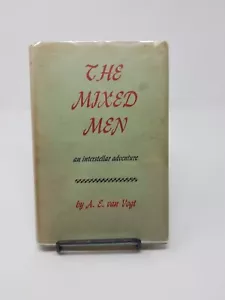 THE
MIXED
MEN
an interstellar adventure
by A. E. van Vogt